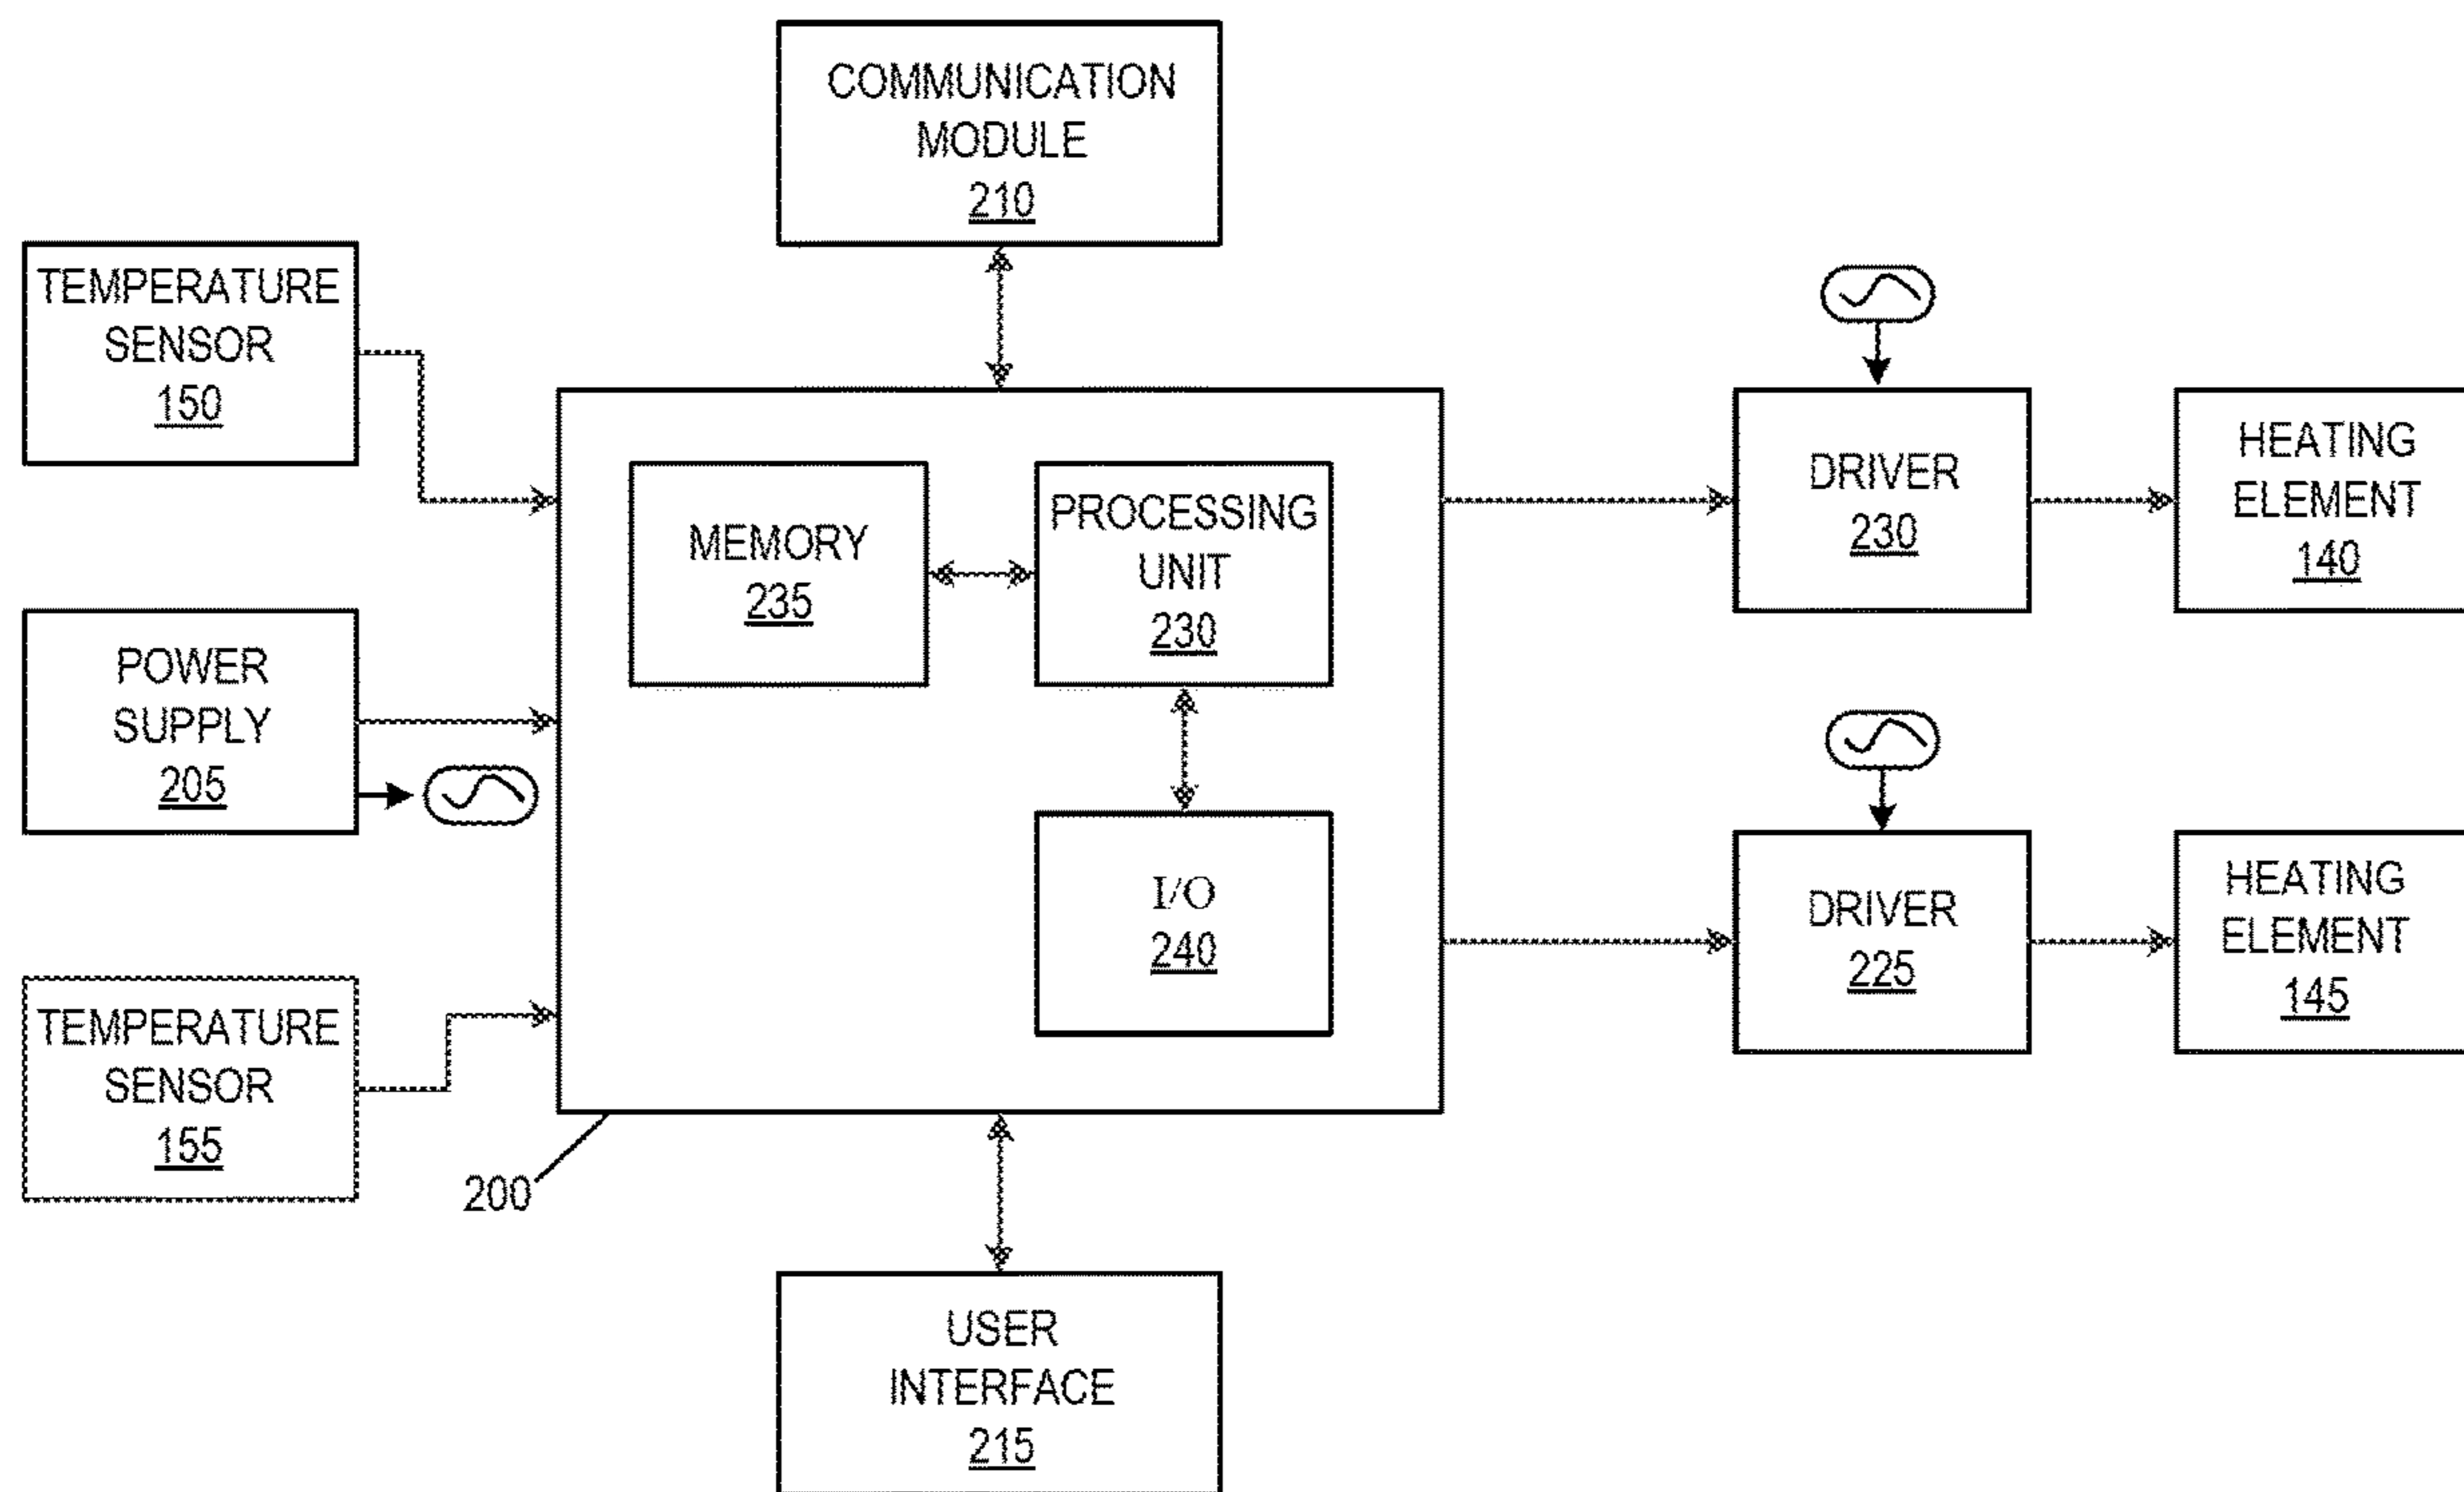 COMMUNICATION
MODULE
210
TEMPERATURE
SENSOR
150
POWER
SUPPLY
205
TEMPERATURE
SENSOR
155
MEMORY
235
PROCESSING
UNIT
230
I/O
240
200
DRIVER
230
HEATING
ELEMENT
140
DRIVER
225
HEATING
ELEMENT
145
USER
INTERFACE
215